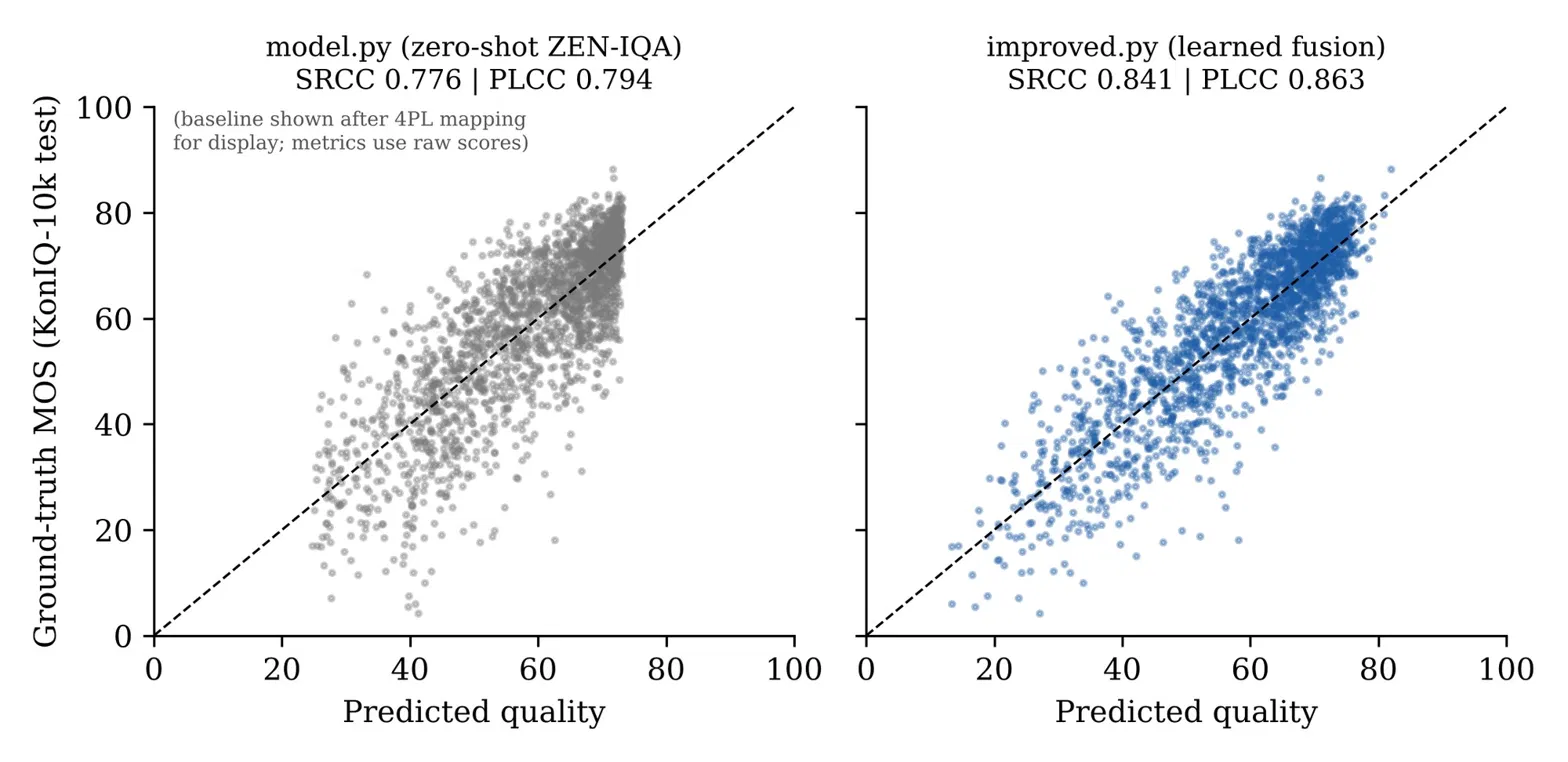 model.py (zero-shot ZEN-IQA)
SRCC 0.776 | PLCC 0.794
(baseline shown after 4PL mapping
for display; metrics use raw scores)
Ground-truth MOS (KonIQ-10k test)
100
80
60
40
20
0
0 20 40 60 80 100
Predicted quality
improved.py (learned fusion)
SRCC 0.841 | PLCC 0.863
0 20 40 60 80 100
Predicted quality